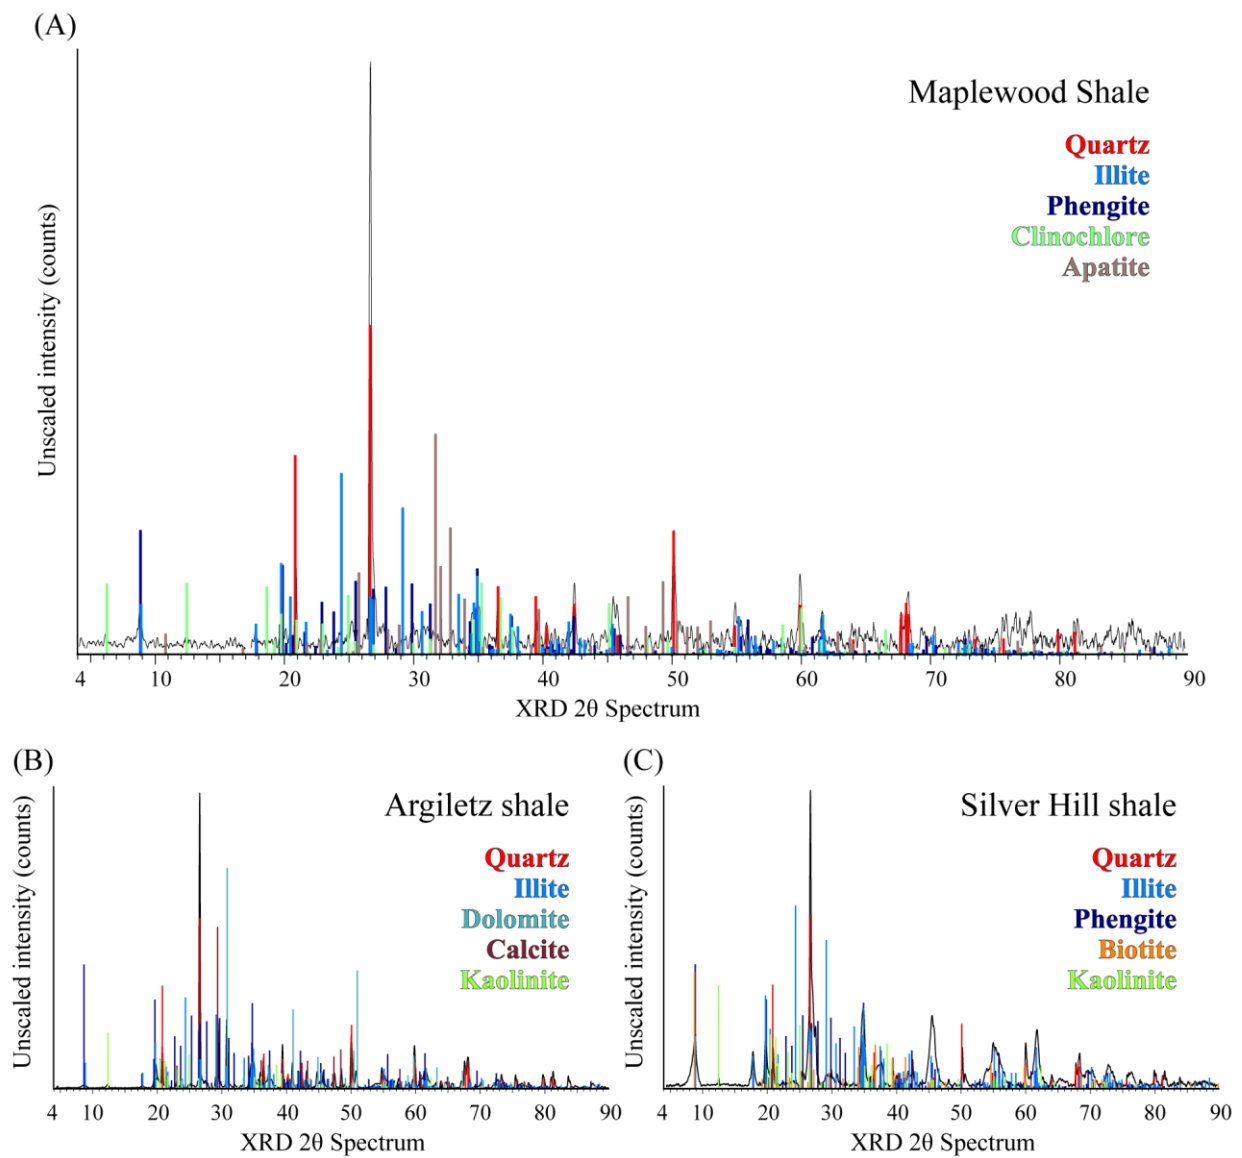 (A)
Maplewood Shale
Quartz
Illite
Phengite
Clinochlore
Apatite
Unscaled intensity (counts)
4 10 20 30 40 50 60 70 80 90
XRD 2θ Spectrum
(B)
Argiletz shale
Quartz
Illite
Dolomite
Calcite
Kaolinite
Unscaled intensity (counts)
4 10 20 30 40 50 60 70 80 90
XRD 2θ Spectrum
(C)
Silver Hill shale
Quartz
Illite
Phengite
Biotite
Kaolinite
Unscaled intensity (counts)
4 10 20 30 40 50 60 70 80 90
XRD 2θ Spectrum